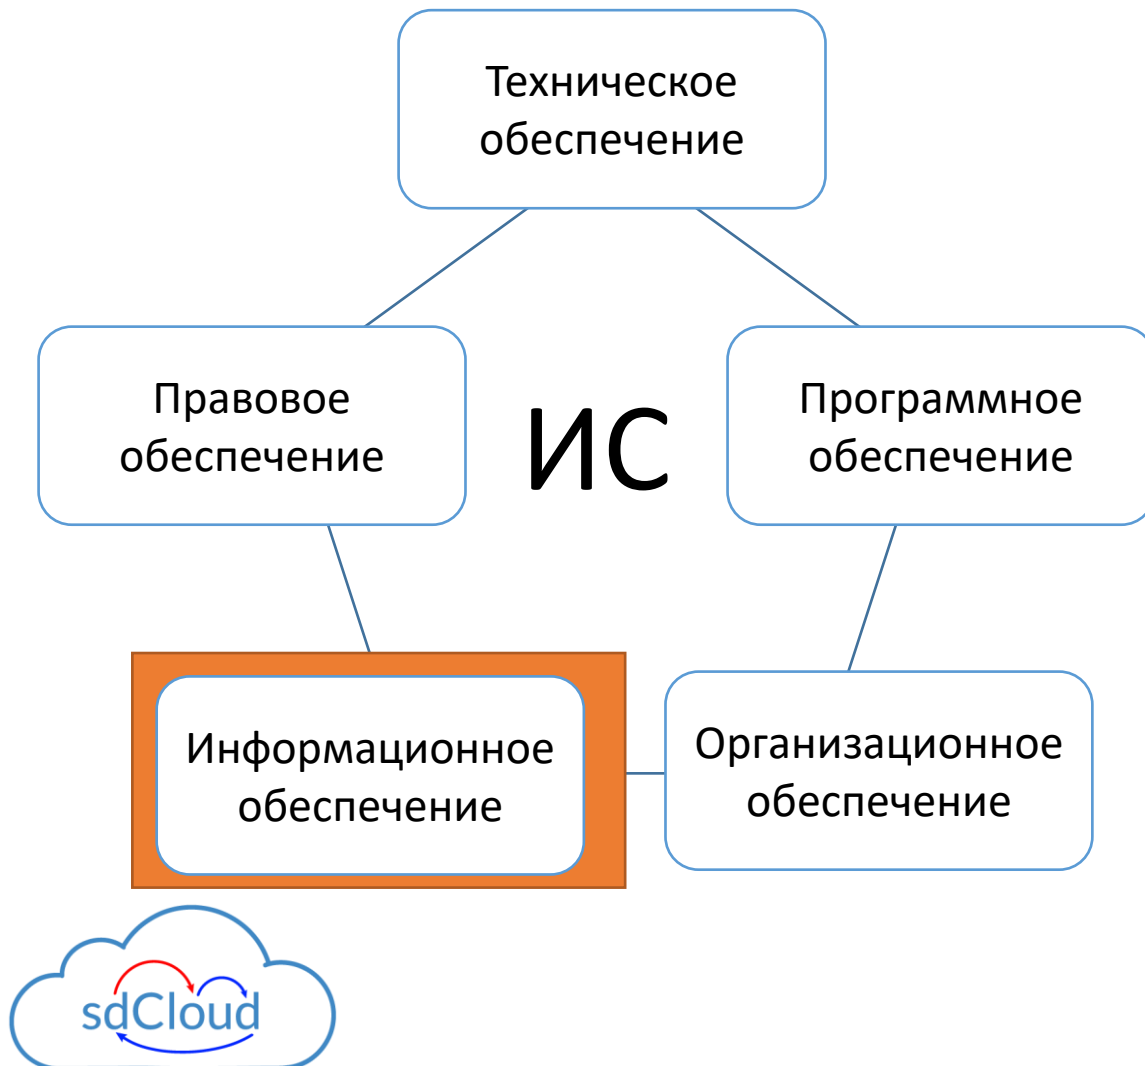 Техническое
обеспечение
Правовое
обеспечение
ИС
Программное
обеспечение
Информационное
обеспечение
Организационное
обеспечение
sdCloud